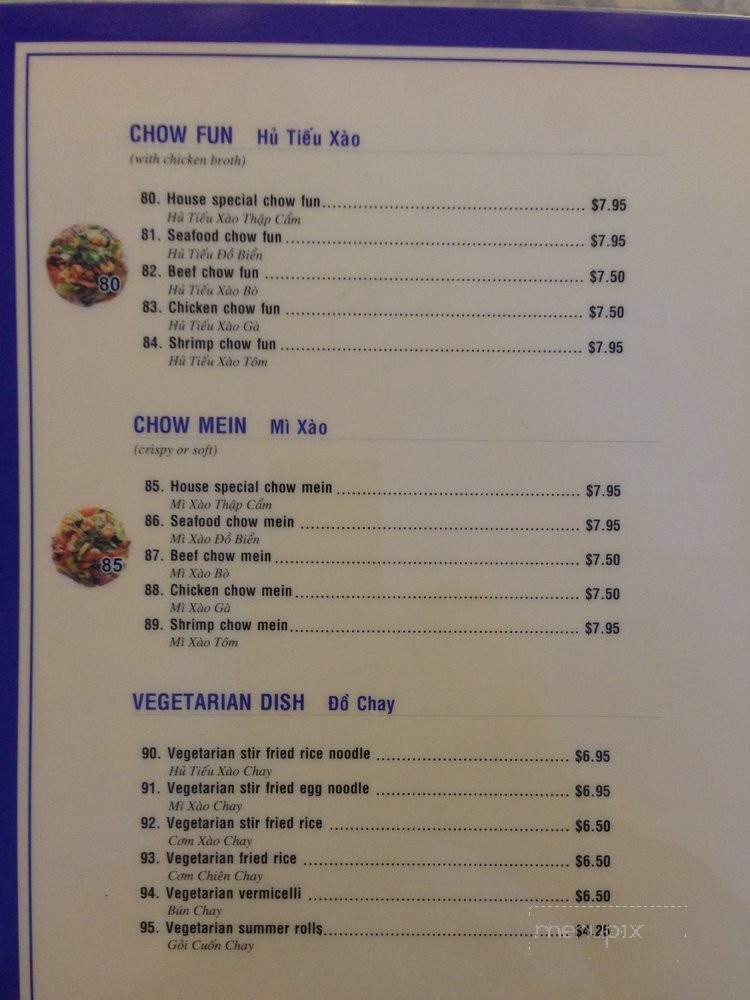 CHOW FUN Hủ Tiếu Xào
(with chicken broth)
80. House special chow fun........ $7.95
Hủ Tiếu Xào Thập Cẩm
81. Seafood chow fun........ $7.95
Hủ Tiếu Đồ Biển
80
82. Beef chow fun ........ $7.50
Hủ Tiếu Xào Bò
83. Chicken chow fun ........ $7.50
Hủ Tiếu Xào Gà
84. Shrimp chow fun ........ $7.95
Hủ Tiếu Xào Tôm
CHOW MEIN Mì Xào
(crispy or soft)
85. House special chow mein ........ $7.95
Mì Xào Thập Cẩm
86. Seafood chow mein ........ $7.95
Mì Xào Đồ Biển
87. Beef chow mein........ $7.50
Mì Xào Bò
85
88. Chicken chow mein........ $7.50
Mì Xào Gà
89. Shrimp chow mein........ $7.95
Mì Xào Tôm
VEGETARIAN DISH Đồ Chay
90. Vegetarian stir fried rice noodle ........ $6.95
Hủ Tiếu Xào Chay
91. Vegetarian stir fried egg noodle ........ $6.95
Mì Xào Chay
92. Vegetarian stir fried rice ........ $6.50
Cơm Xào Chay
93. Vegetarian fried rice ........ $6.50
Cơm Chiên Chay
94. Vegetarian vermicelli ........ $6.50
Bún Chay
95. Vegetarian summer rolls........ $4.25
Gỏi Cuốn Chay
menupix